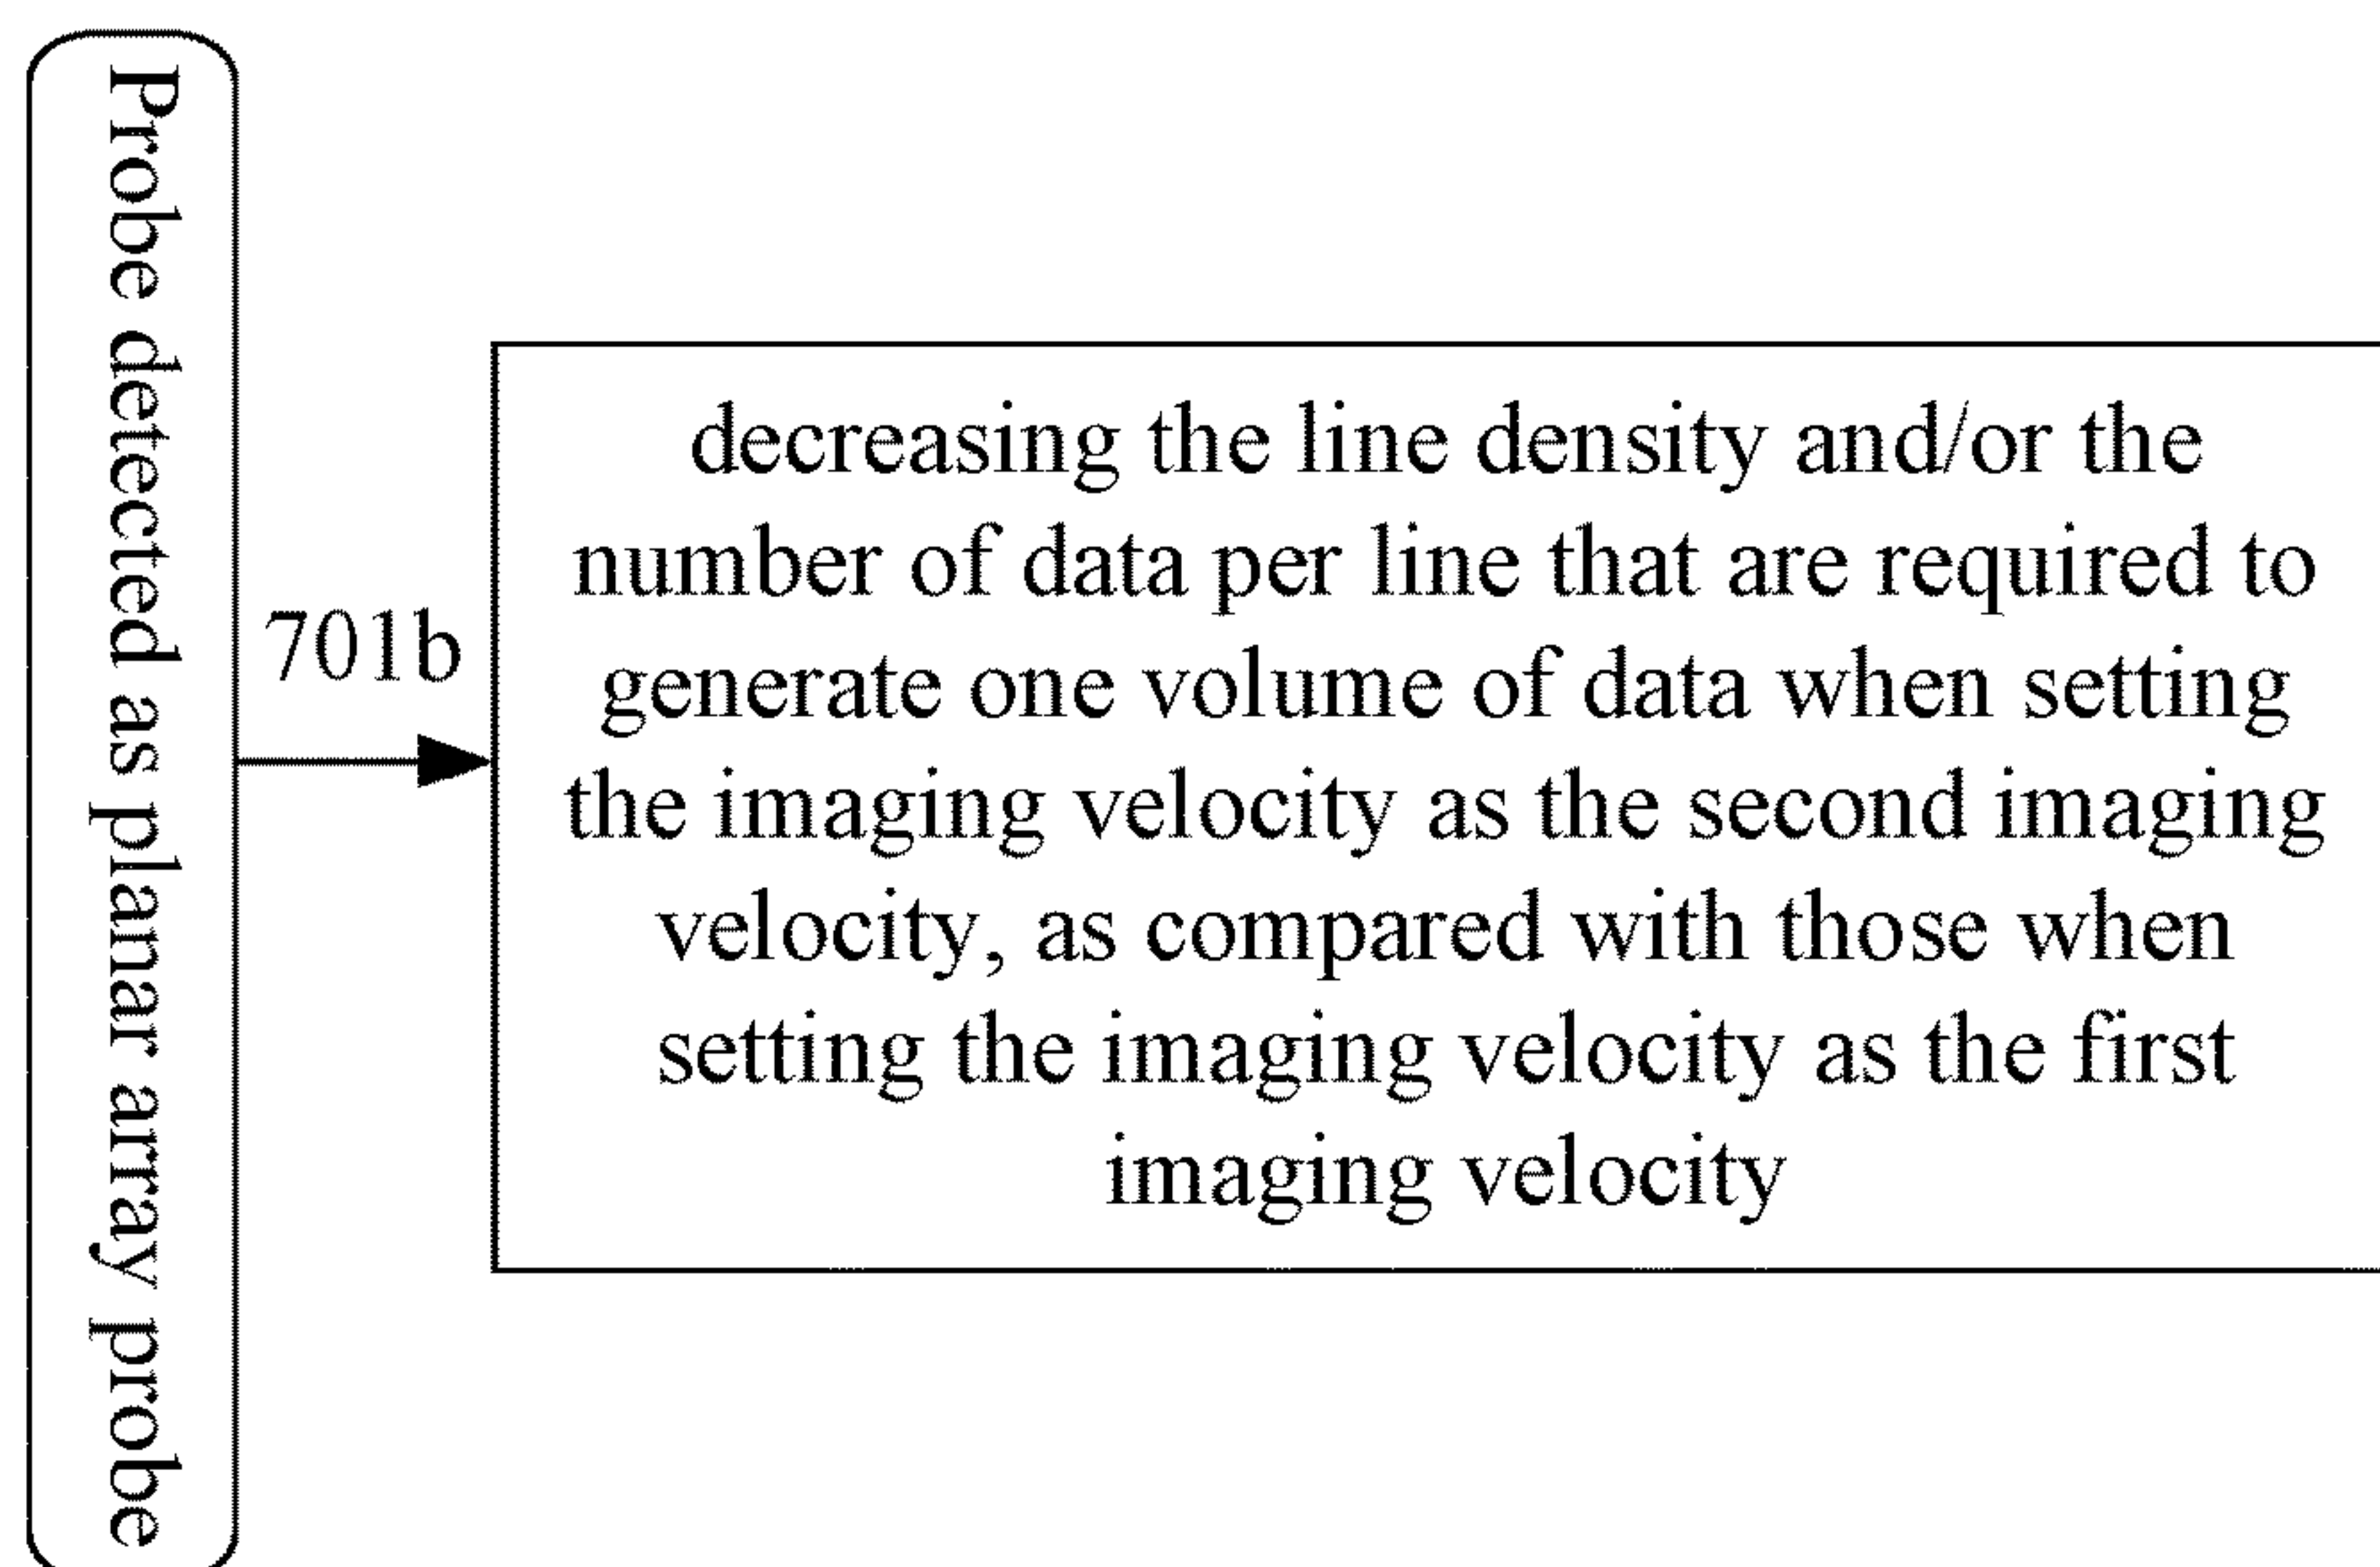 Probe detected as planar array probe
701b
decreasing the line density and/or the
number of data per line that are required to
generate one volume of data when setting
the imaging velocity as the second imaging
velocity, as compared with those when
setting the imaging velocity as the first
imaging velocity